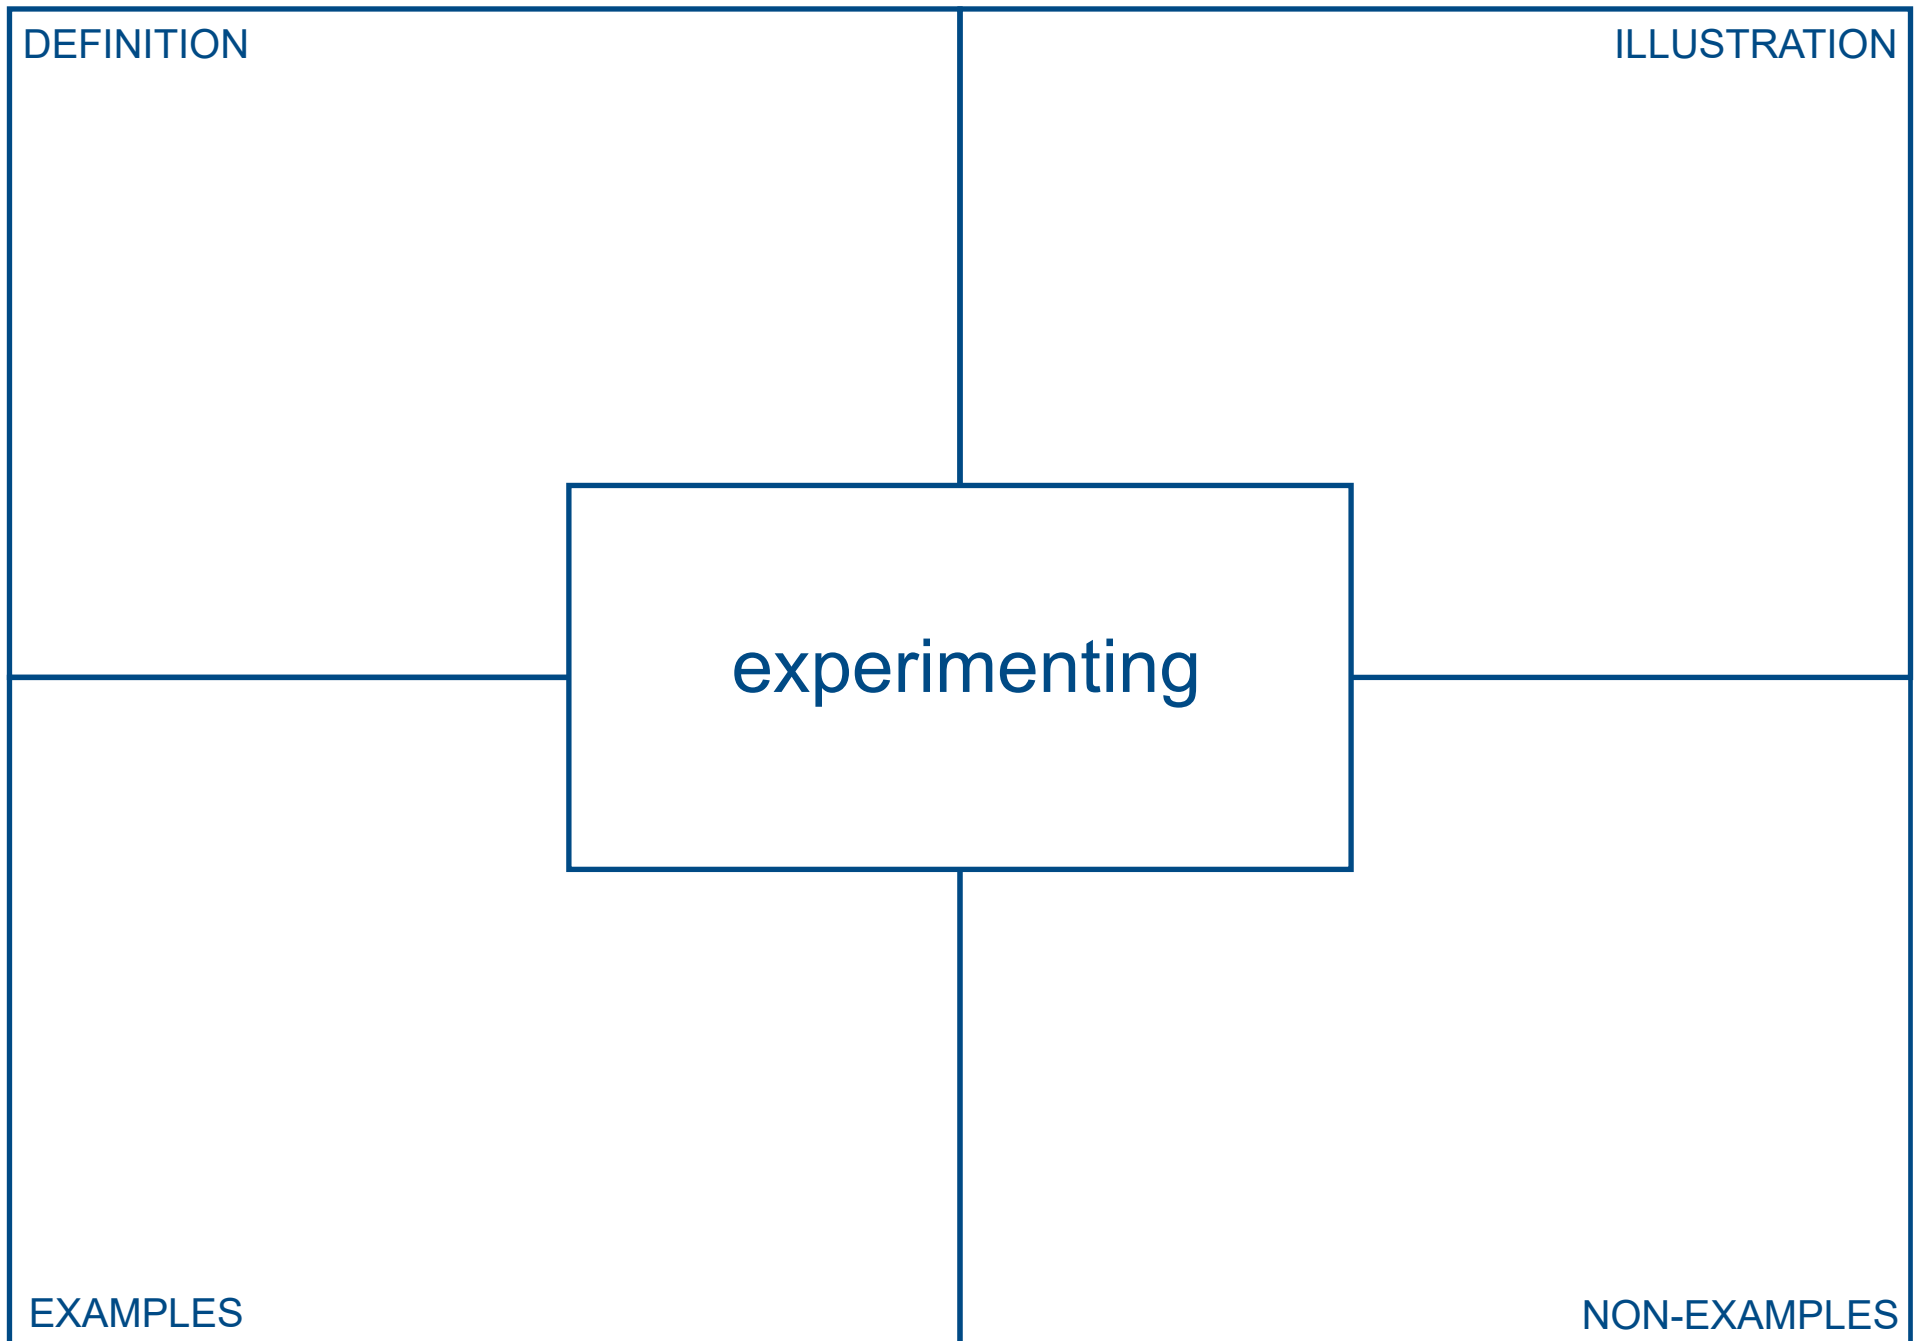 DEFINITION
ILLUSTRATION
experimenting
EXAMPLES
NON-EXAMPLES